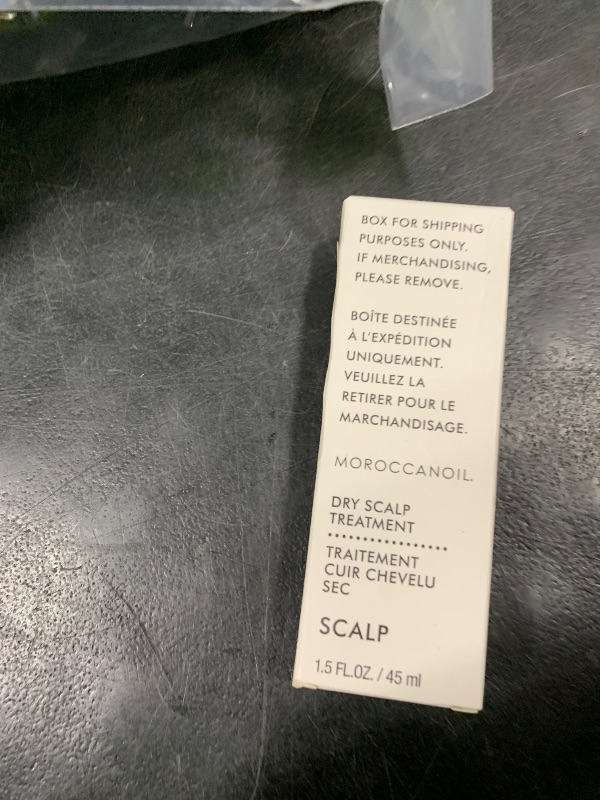 BOX FOR SHIPPING
PURPOSES ONLY.
IF MERCHANDISING,
PLEASE REMOVE.
BOÎTE DESTINÉE
À L'EXPÉDITION
UNIQUEMENT.
VEUILLEZ LA
RETIRER POUR LE
MARCHANDISAGE.
MOROCCANOIL.
DRY SCALP
TREATMENT
TRAITEMENT
CUIR CHEVELU
SEC
SCALP
1.5 FL.OZ. / 45 ml